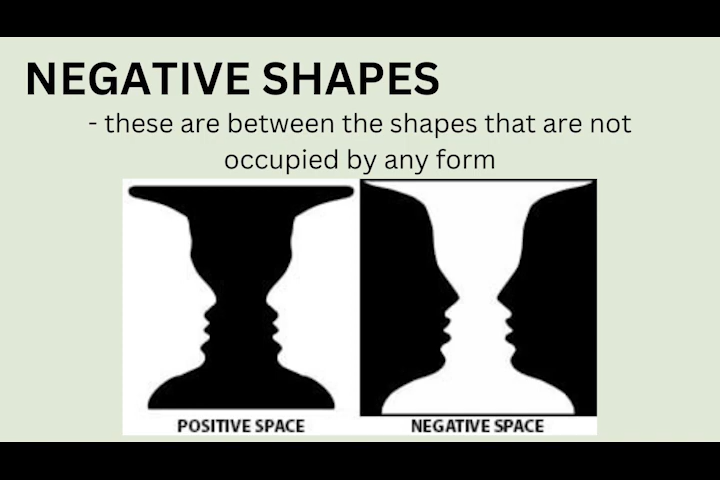 NEGATIVE SHAPES
- these are between the shapes that are not
occupied by any form
POSITIVE SPACE
NEGATIVE SPACE